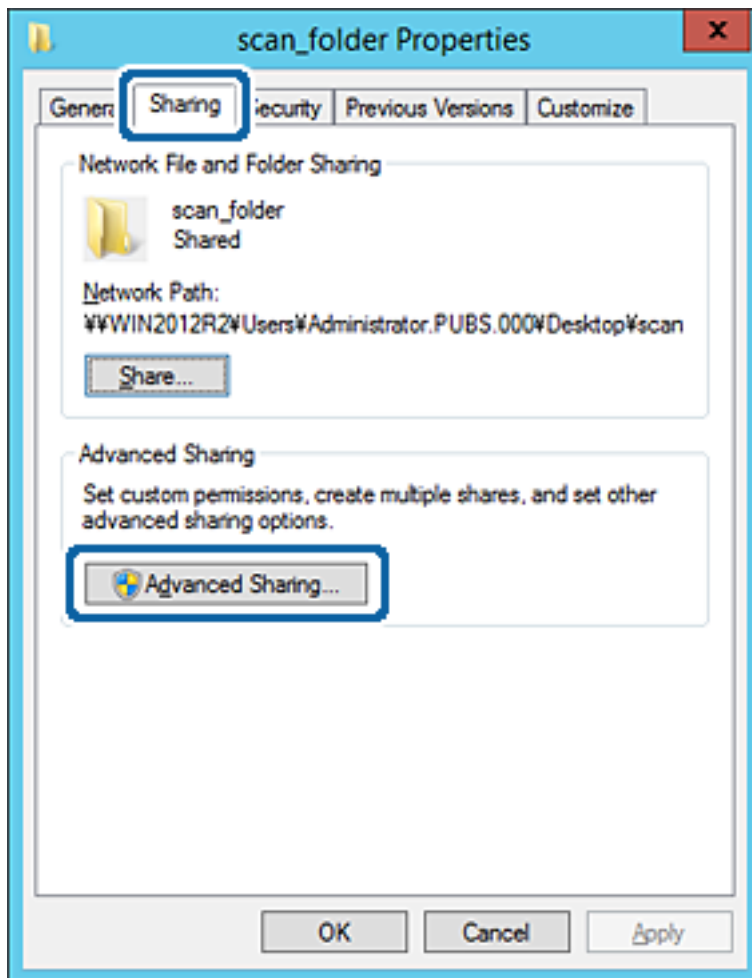 scan_folder Properties
x
Genera Sharing ecurity Previous Versions Customize
Network File and Folder Sharing
scan_folder
Shared
Network Path:
¥¥WIN2012R2¥Users¥Administrator.PUBS.000¥Desktop¥scan
Share...
Advanced Sharing
Set custom permissions, create multiple shares, and set other
advanced sharing options.
Advanced Sharing...
OK Cancel Apply